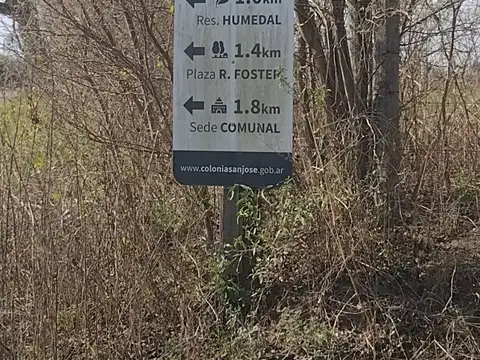 Res. HUMEDAL
1.4km
Plaza R. FOSTER
1.8km
Sede COMUNAL
www.coloniasanjose.gob.ar